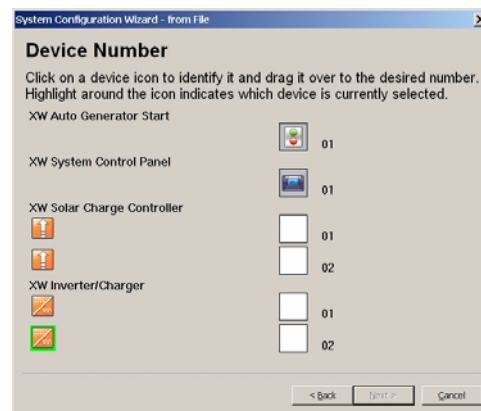 System Configuration Wizard - from File
Device Number
Click on a device icon to identify it and drag it over to the desired number.
Highlight around the icon indicates which device is currently selected.
XW Auto Generator Start
01
XW System Control Panel
01
XW Solar Charge Controller
01
02
XW Inverter/Charger
01
02
< Back
Next >
Cancel